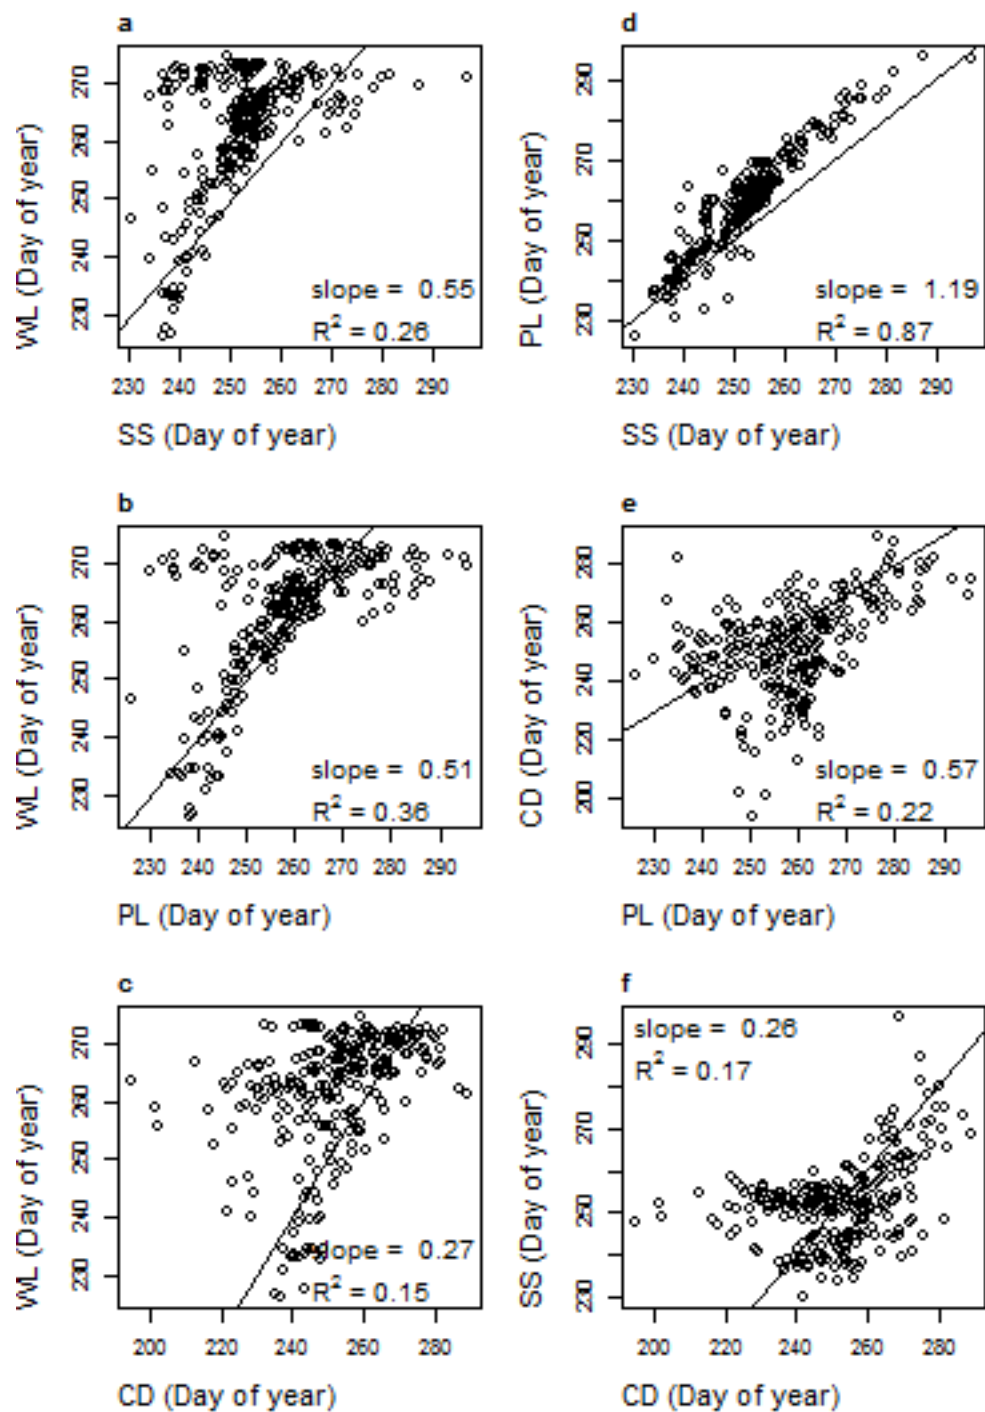 a
WL (Day of year)
230 240 250 260 270
slope = 0.55
R² = 0.26
230 240 250 260 270 280 290
SS (Day of year)
d
PL (Day of year)
230 250 270 290
slope = 1.19
R² = 0.87
230 240 250 260 270 280 290
SS (Day of year)
b
WL (Day of year)
230 240 250 260 270
slope = 0.51
R² = 0.36
230 240 250 260 270 280 290
PL (Day of year)
e
CD (Day of year)
200 220 240 260 280
slope = 0.57
R² = 0.22
230 240 250 260 270 280 290
PL (Day of year)
c
WL (Day of year)
230 240 250 260 270
slope = 0.27
R² = 0.15
200 220 240 260 280
CD (Day of year)
f
SS (Day of year)
230 250 270 290
slope = 0.26
R² = 0.17
200 220 240 260 280
CD (Day of year)